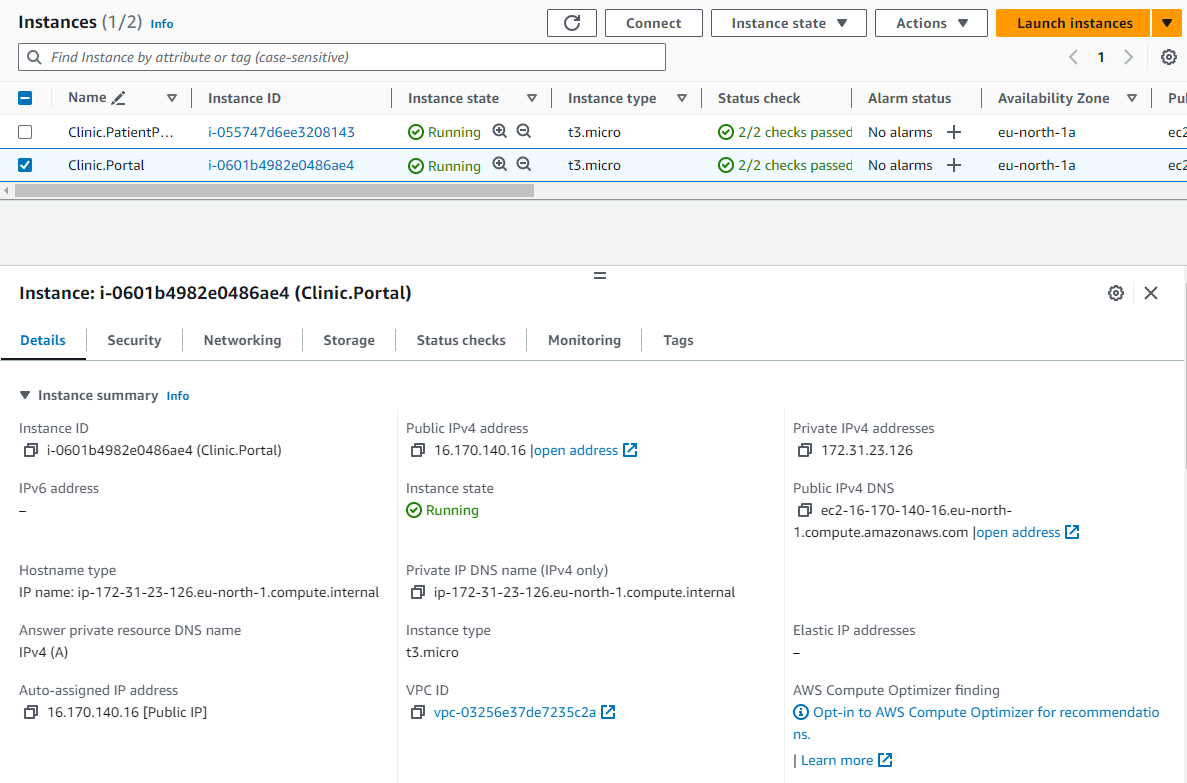 Instances (1/2) Info
Connect
Instance state
Actions
Launch instances
Find Instance by attribute or tag (case-sensitive)
1
Name Instance ID Instance state Instance type Status check Alarm status Availability Zone Pu
Clinic.PatientP... i-055747d6ee3208143 Running t3.micro 2/2 checks passed No alarms + eu-north-1a ec2
Clinic.Portal i-0601b4982e0486ae4 Running t3.micro 2/2 checks passed No alarms + eu-north-1a ec2
Instance: i-0601b4982e0486ae4 (Clinic.Portal)
Details Security Networking Storage Status checks Monitoring Tags
Instance summary Info
Instance ID
i-0601b4982e0486ae4 (Clinic.Portal)
Public IPv4 address
16.170.140.16 |open address
Private IPv4 addresses
172.31.23.126
IPv6 address
–
Instance state
Running
Public IPv4 DNS
ec2-16-170-140-16.eu-north-
1.compute.amazonaws.com |open address
Hostname type
IP name: ip-172-31-23-126.eu-north-1.compute.internal
Private IP DNS name (IPv4 only)
ip-172-31-23-126.eu-north-1.compute.internal
Answer private resource DNS name
IPv4 (A)
Instance type
t3.micro
Elastic IP addresses
–
Auto-assigned IP address
16.170.140.16 [Public IP]
VPC ID
vpc-03256e37de7235c2a
AWS Compute Optimizer finding
Opt-in to AWS Compute Optimizer for recommendatio
ns.
| Learn more